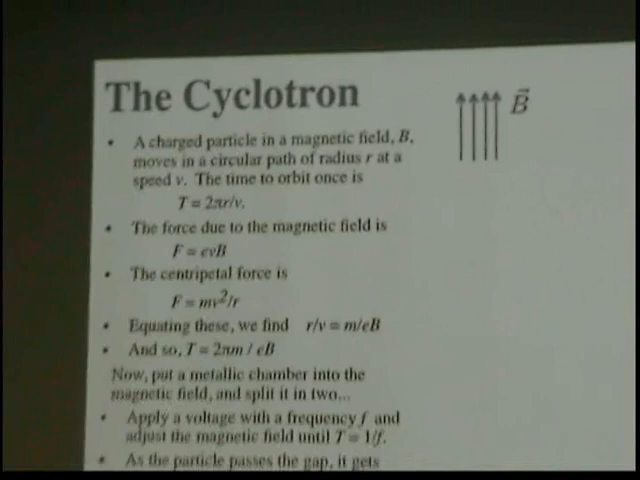 The Cyclotron
B⃗
• A charged particle in a magnetic field, B,
moves in a circular path of radius r at a
speed v. The time to orbit once is
T = 2πr/v.
• The force due to the magnetic field is
F = evB
• The centripetal force is
F = mv²/r
• Equating these, we find r/v = m/eB
• And so, T = 2πm / eB
Now, put a metallic chamber into the
magnetic field, and split it in two...
• Apply a voltage with a frequency f and
adjust the magnetic field until T = 1/f.
• As the particle passes the gap, it gets